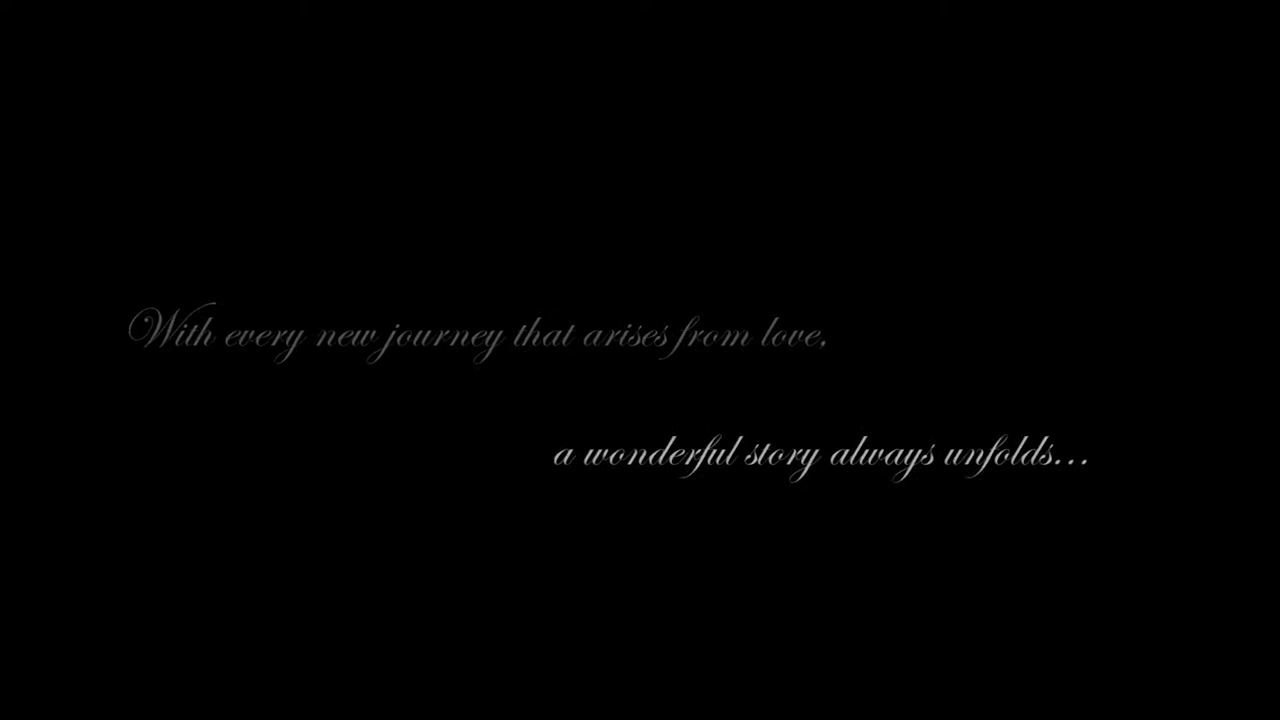 With every new journey that arises from love,
a wonderful story always unfolds...